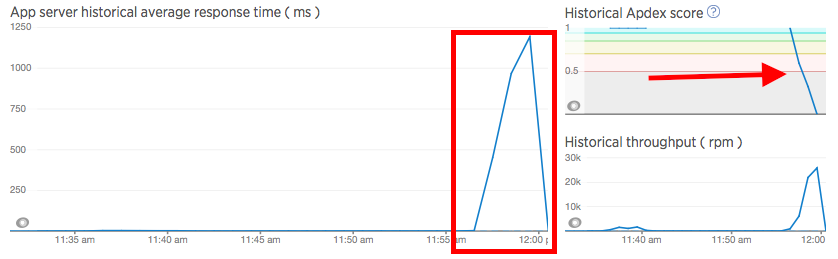 App server historical average response time ( ms )
1250
1000
750
500
250
11:35 am 11:40 am 11:45 am 11:50 am 11:55 am 12:00 p
Historical Apdex score ?
1
0.5
Historical throughput ( rpm )
30k
20k
10k
11:40 am 11:50 am 12:00